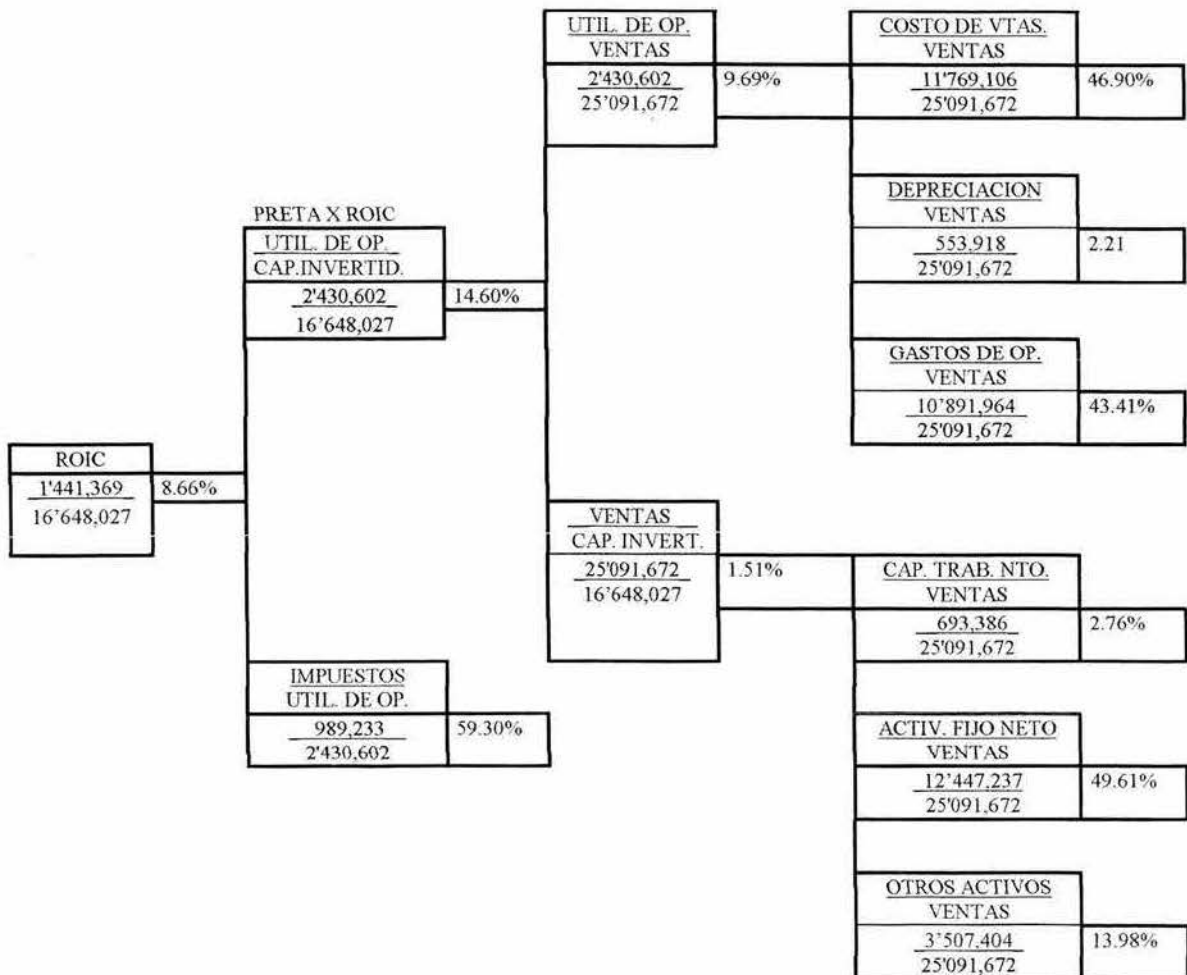 UTIL. DE OP.
VENTAS
2'430,602
25'091,672
9.69%
COSTO DE VTAS.
VENTAS
11'769,106
25'091,672
46.90%
DEPRECIACION
VENTAS
553,918
25'091,672
2.21
GASTOS DE OP.
VENTAS
10'891,964
25'091,672
43.41%
PRETA X ROIC
UTIL. DE OP.
CAP.INVERTID.
2'430,602
16'648,027
14.60%
ROIC
1'441,369
16'648,027
8.66%
VENTAS
CAP. INVERT.
25'091,672
16'648,027
1.51%
CAP. TRAB. NTO.
VENTAS
693,386
25'091,672
2.76%
IMPUESTOS
UTIL. DE OP.
989,233
2'430,602
59.30%
ACTIV. FIJO NETO
VENTAS
12'447,237
25'091,672
49.61%
OTROS ACTIVOS
VENTAS
3'507,404
25'091,672
13.98%